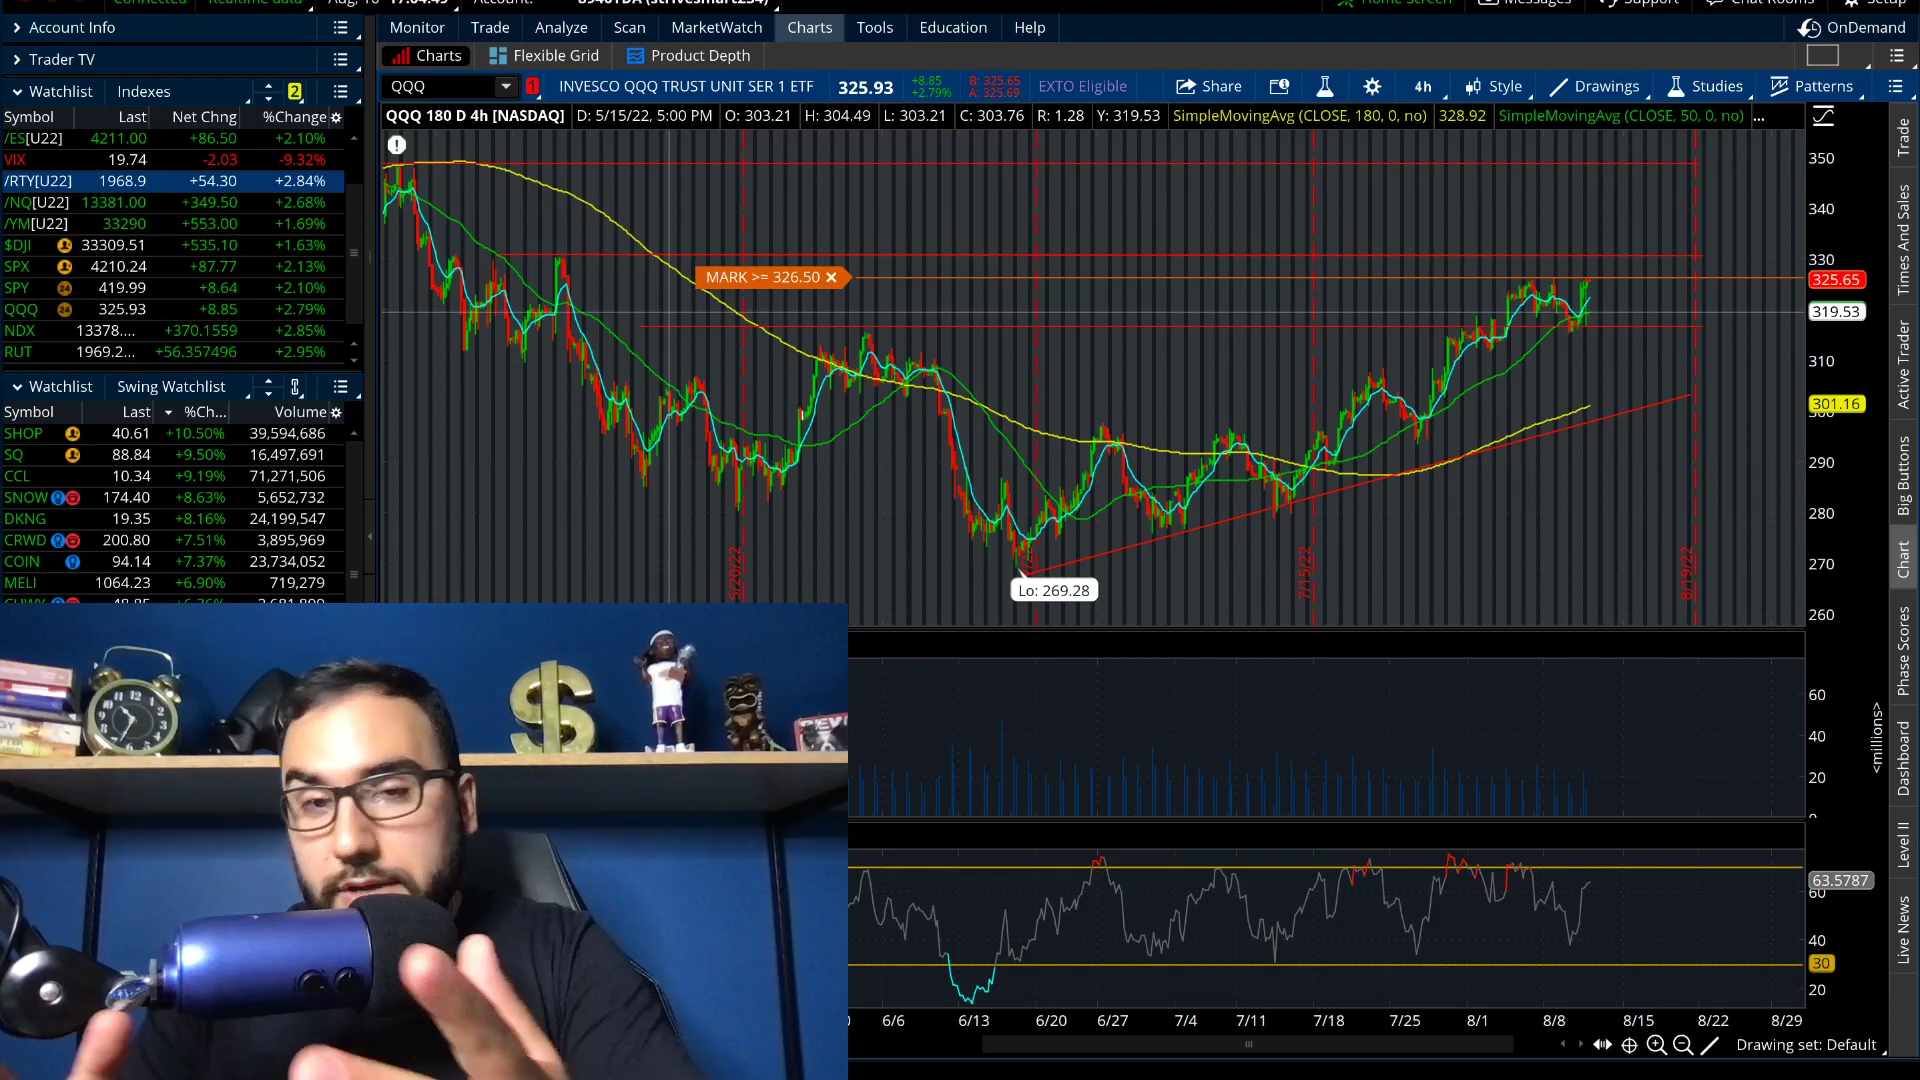 Account Info
Monitor Trade Analyze Scan MarketWatch Charts Tools Education Help
OnDemand
Trader TV
Charts Flexible Grid Product Depth
Watchlist Indexes 2
QQQ 1 INVESCO QQQ TRUST UNIT SER 1 ETF 325.93 +8.85 +2.79% B: 325.65 A: 325.69 EXTO Eligible Share 4h Style Drawings Studies Patterns
Symbol Last Net Chng %Change
QQQ 180 D 4h [NASDAQ] D: 5/15/22, 5:00 PM O: 303.21 H: 304.49 L: 303.21 C: 303.76 R: 1.28 Y: 319.53 SimpleMovingAvg (CLOSE, 180, 0, no) 328.92 SimpleMovingAvg (CLOSE, 50, 0, no) ...
/ES[U22] 4211.00 +86.50 +2.10%
VIX 19.74 -2.03 -9.32%
/RTY[U22] 1968.9 +54.30 +2.84%
/NQ[U22] 13381.00 +349.50 +2.68%
/YM[U22] 33290 +553.00 +1.69%
$DJI 33309.51 +535.10 +1.63%
SPX 4210.24 +87.77 +2.13%
SPY 24 419.99 +8.64 +2.10%
QQQ 24 325.93 +8.85 +2.79%
NDX 13378.... +370.1559 +2.85%
RUT 1969.2... +56.357496 +2.95%
Watchlist Swing Watchlist
Symbol Last %Ch... Volume
SHOP 40.61 +10.50% 39,594,686
SQ 88.84 +9.50% 16,497,691
CCL 10.34 +9.19% 71,271,506
SNOW 174.40 +8.63% 5,652,732
DKNG 19.35 +8.16% 24,199,547
CRWD 200.80 +7.51% 3,895,969
COIN 94.14 +7.37% 23,734,052
MELI 1064.23 +6.90% 719,279
MARK >= 326.50
Lo: 269.28
5/20/22
7/15/22
8/19/22
350
340
330
325.65
319.53
310
301.16
290
280
270
260
60
40
20
<millions>
63.5787
60
40
30
20
6/6 6/13 6/20 6/27 7/4 7/11 7/18 7/25 8/1 8/8 8/15 8/22 8/29
Drawing set: Default
Trade
Times And Sales
Active Trader
Big Buttons
Chart
Phase Scores
Dashboard
Level II
Live News